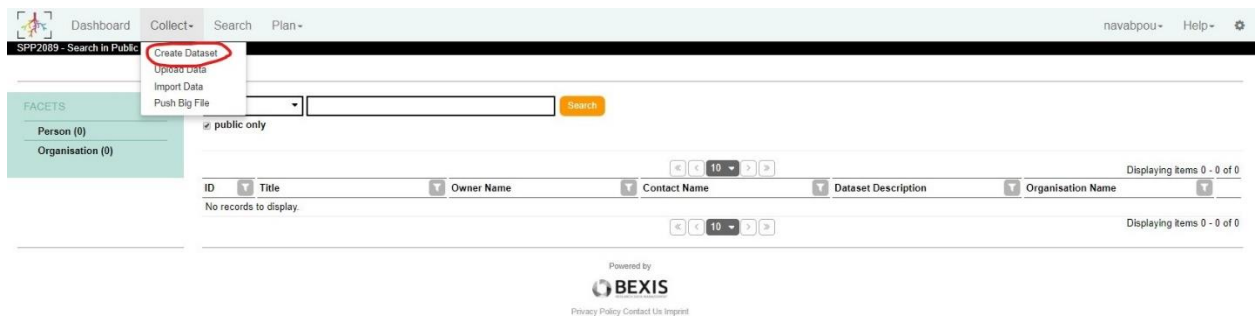 Dashboard Collect Search Plan navabpou Help
SPP2089 - Search in Public
Create Dataset
Upload Data
Import Data
Push Big File
FACETS
Person (0)
Organisation (0)
Search
public only
10
Displaying items 0 - 0 of 0
ID Title Owner Name Contact Name Dataset Description Organisation Name
No records to display.
10
Displaying items 0 - 0 of 0
Powered by
BEXIS
Privacy Policy Contact Us Imprint